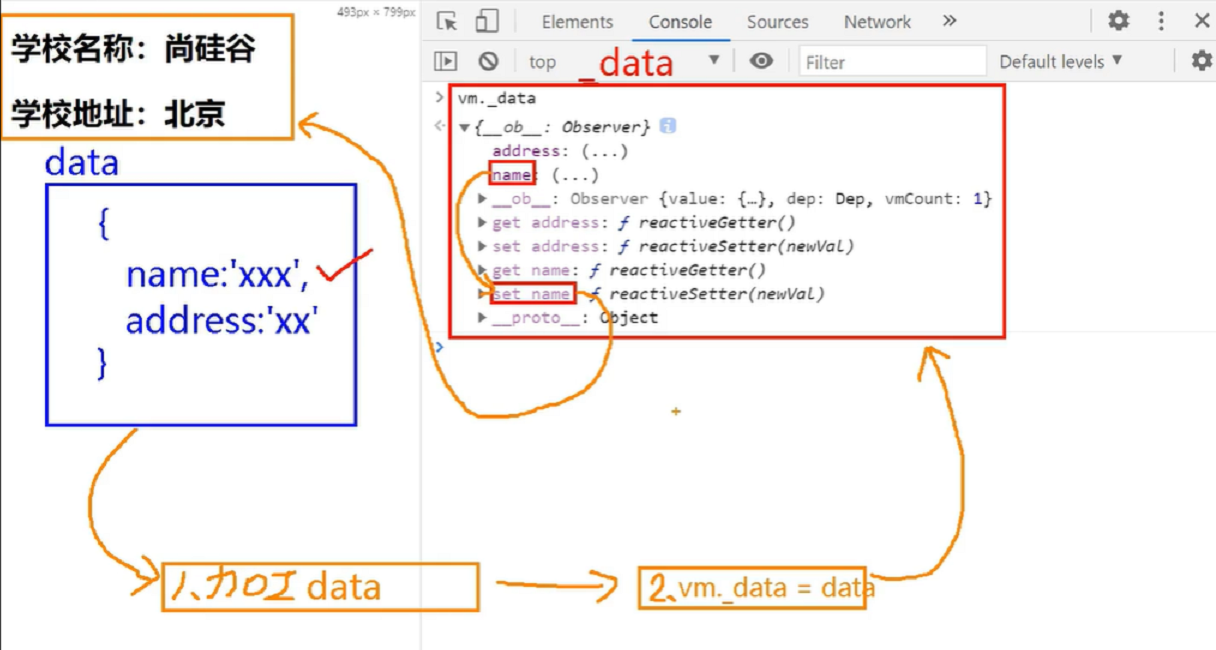 493px × 799px
Elements Console Sources Network »
top _data Filter Default levels ▼
学校名称：尚硅谷
学校地址：北京
data
{
name:'xxx',
address:'xx'
}
> vm._data
▼{__ob__: Observer} i
address: (...)
name: (...)
▶__ob__: Observer {value: {…}, dep: Dep, vmCount: 1}
▶get address: ƒ reactiveGetter()
▶set address: ƒ reactiveSetter(newVal)
▶get name: ƒ reactiveGetter()
▶set name: ƒ reactiveSetter(newVal)
▶__proto__: Object
>
1、加工 data
2、vm._data = data